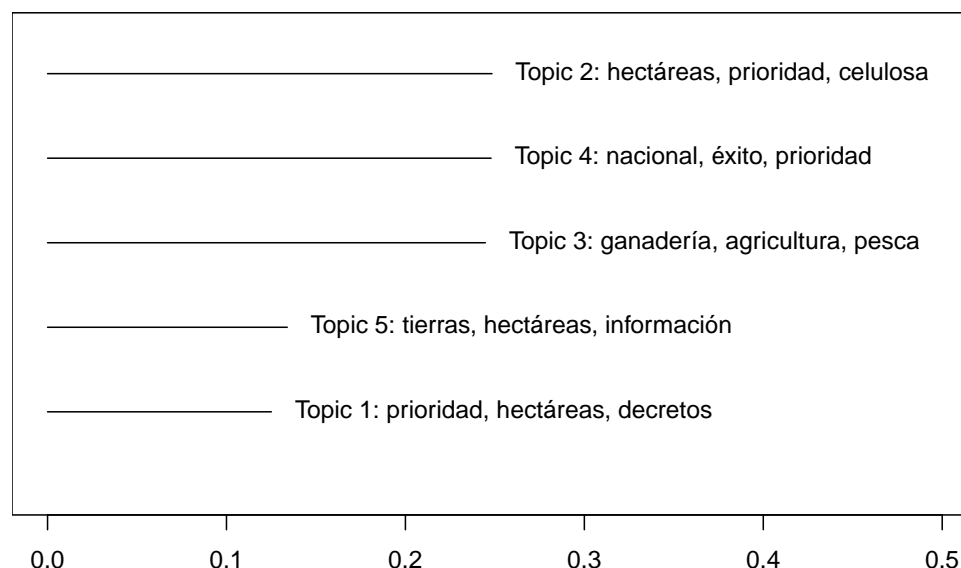 Topic 2: hectáreas, prioridad, celulosa
Topic 4: nacional, éxito, prioridad
Topic 3: ganadería, agricultura, pesca
Topic 5: tierras, hectáreas, información
Topic 1: prioridad, hectáreas, decretos
0.0 0.1 0.2 0.3 0.4 0.5